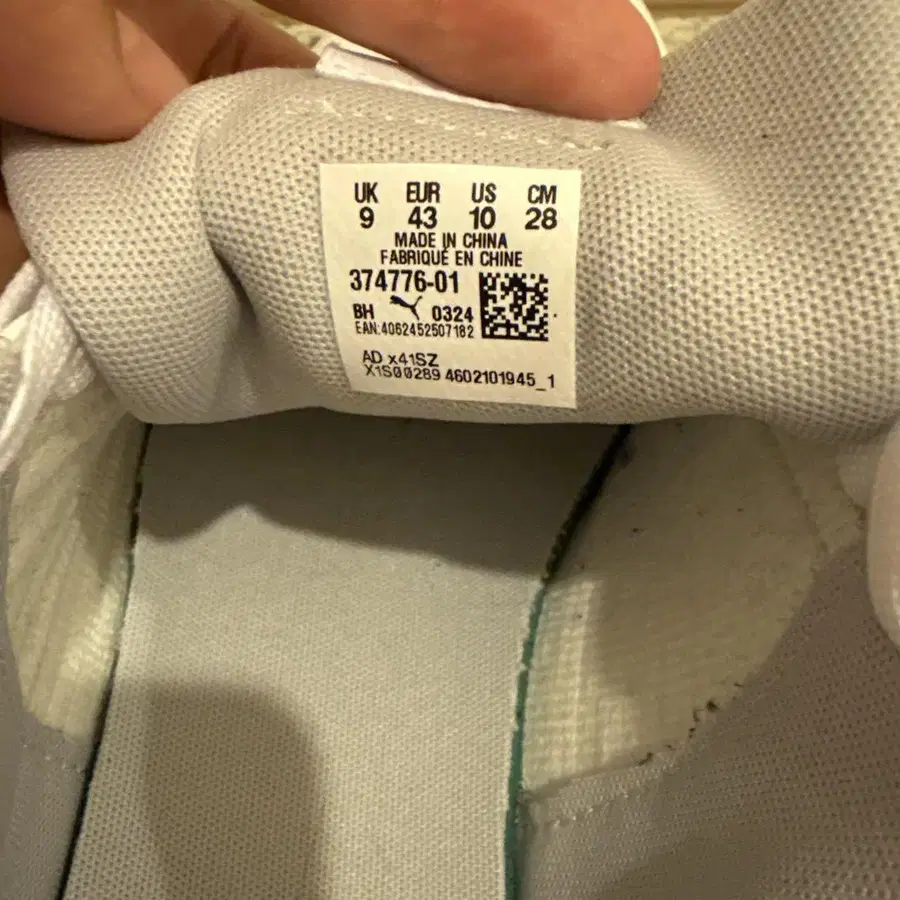 UK EUR US CM
9 43 10 28
MADE IN CHINA
FABRIQUÉ EN CHINE
374776-01
BH 0324
EAN:4062452507182
AD x41SZ
X1S00289 4602101945_1